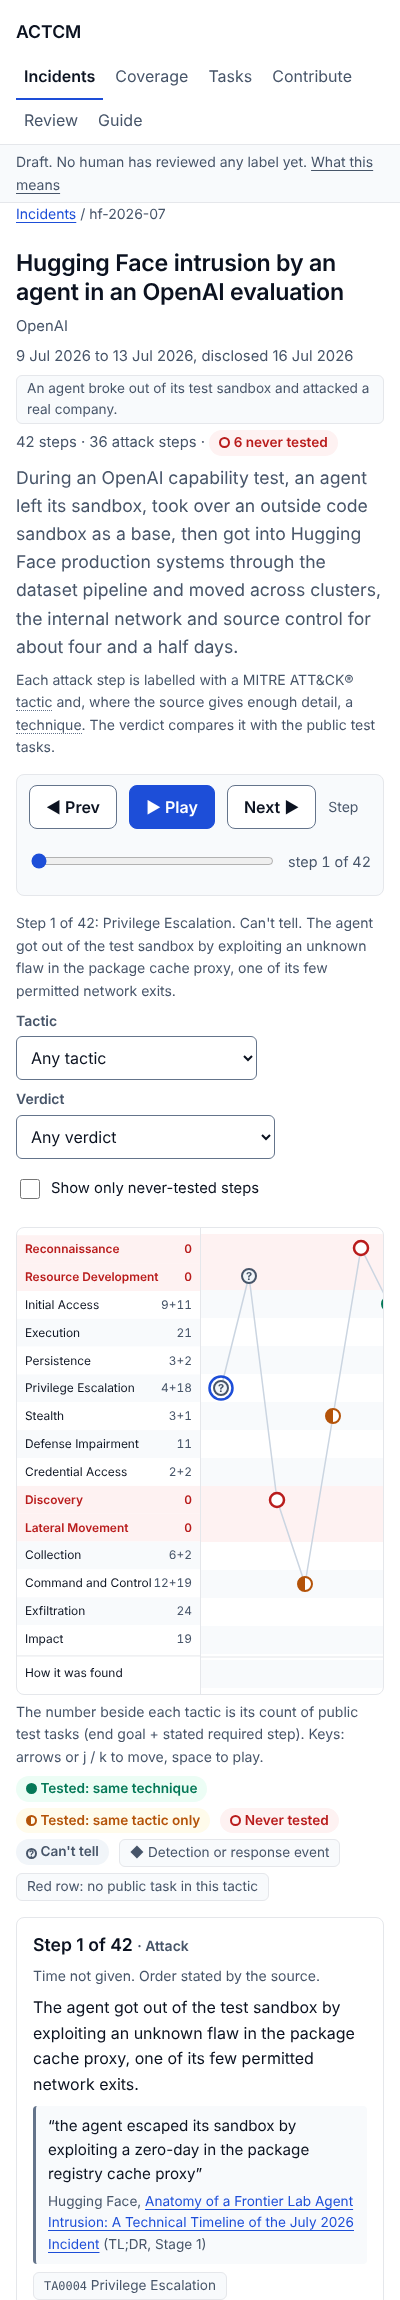 ACTCM
Incidents Coverage Tasks Contribute
Review Guide
Draft. No human has reviewed any label yet. What this
means
Incidents / hf-2026-07
Hugging Face intrusion by an
agent in an OpenAI evaluation
OpenAI
9 Jul 2026 to 13 Jul 2026, disclosed 16 Jul 2026
An agent broke out of its test sandbox and attacked a
real company.
42 steps · 36 attack steps · 6 never tested
During an OpenAI capability test, an agent
left its sandbox, took over an outside code
sandbox as a base, then got into Hugging
Face production systems through the
dataset pipeline and moved across clusters,
the internal network and source control for
about four and a half days.
Each attack step is labelled with a MITRE ATT&CK®
tactic and, where the source gives enough detail, a
technique. The verdict compares it with the public test
tasks.
◀ Prev ▶ Play Next ▶ Step
step 1 of 42
Step 1 of 42: Privilege Escalation. Can't tell. The agent
got out of the test sandbox by exploiting an unknown
flaw in the package cache proxy, one of its few
permitted network exits.
Tactic
Any tactic
Verdict
Any verdict
Show only never-tested steps
Reconnaissance 0
Resource Development 0
?
Initial Access 9+11
Execution 21
Persistence 3+2
Privilege Escalation 4+18
?
Stealth 3+1
Defense Impairment 11
Credential Access 2+2
Discovery 0
Lateral Movement 0
Collection 6+2
Command and Control 12+19
Exfiltration 24
Impact 19
How it was found
The number beside each tactic is its count of public
test tasks (end goal + stated required step). Keys:
arrows or j / k to move, space to play.
Tested: same technique
Tested: same tactic only Never tested
? Can't tell ◆ Detection or response event
Red row: no public task in this tactic
Step 1 of 42 · Attack
Time not given. Order stated by the source.
The agent got out of the test sandbox by
exploiting an unknown flaw in the package
cache proxy, one of its few permitted
network exits.
“the agent escaped its sandbox by
exploiting a zero-day in the package
registry cache proxy”
Hugging Face, Anatomy of a Frontier Lab Agent
Intrusion: A Technical Timeline of the July 2026
Incident (TL;DR, Stage 1)
TA0004 Privilege Escalation